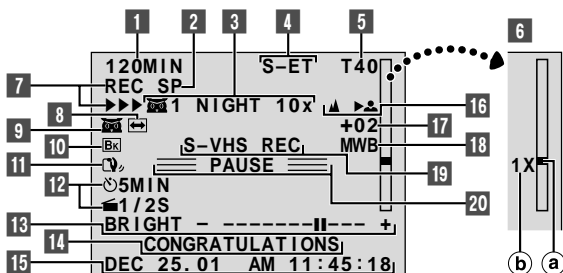 1 2 3 4 5 6
120MIN S-ET T40
7 REC SP
1 NIGHT 10x
8 16
9 +02 17
10 BK MWB 18
S-VHS REC 19
11 PAUSE 20
1X
12 5MIN
1/2S
13 BRIGHT - --------▮▮--- +
14 CONGRATULATIONS
15 DEC 25.01 AM 11:45:18
b a